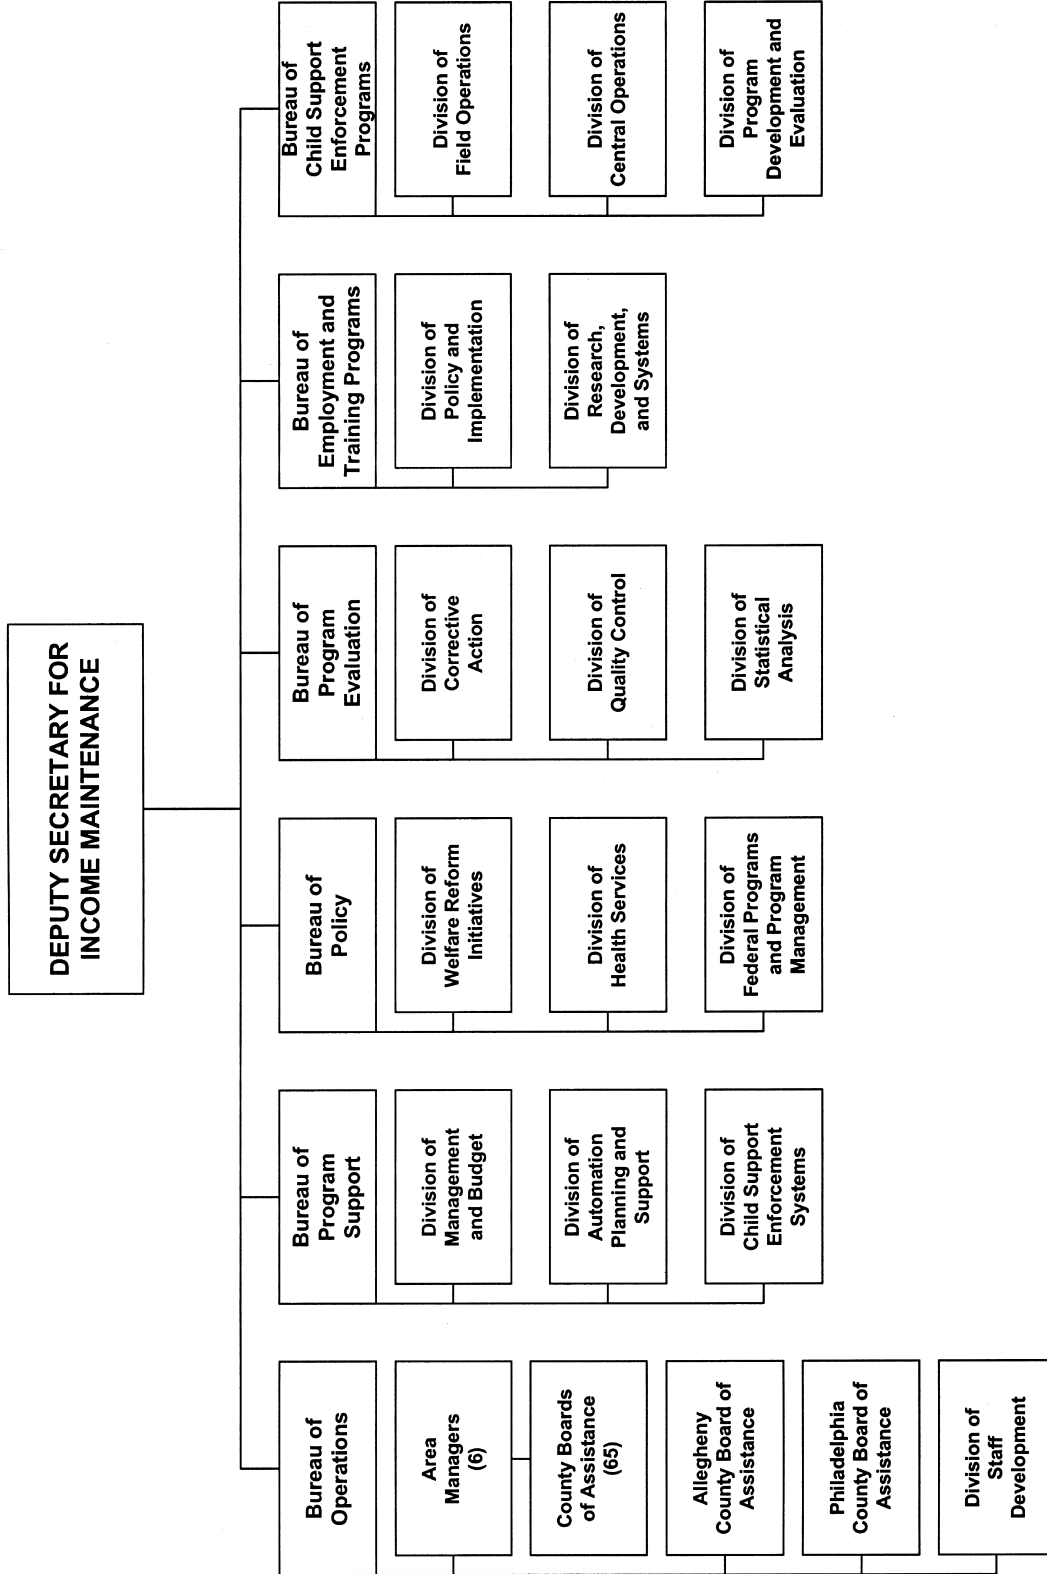 DEPUTY SECRETARY FOR
INCOME MAINTENANCE
Bureau of
Operations
Area
Managers
(6)
County Boards
of Assistance
(65)
Allegheny
County Board of
Assistance
Philadelphia
County Board of
Assistance
Division of
Staff
Development
Bureau of
Program
Support
Division of
Management
and Budget
Division of
Automation
Planning and
Support
Division of
Child Support
Enforcement
Systems
Bureau of
Policy
Division of
Welfare Reform
Initiatives
Division of
Health Services
Division of
Federal Programs
and Program
Management
Bureau of
Program
Evaluation
Division of
Corrective
Action
Division of
Quality Control
Division of
Statistical
Analysis
Bureau of
Employment and
Training Programs
Division of
Policy and
Implementation
Division of
Research,
Development,
and Systems
Bureau of
Child Support
Enforcement
Programs
Division of
Field Operations
Division of
Central Operations
Division of
Program
Development and
Evaluation